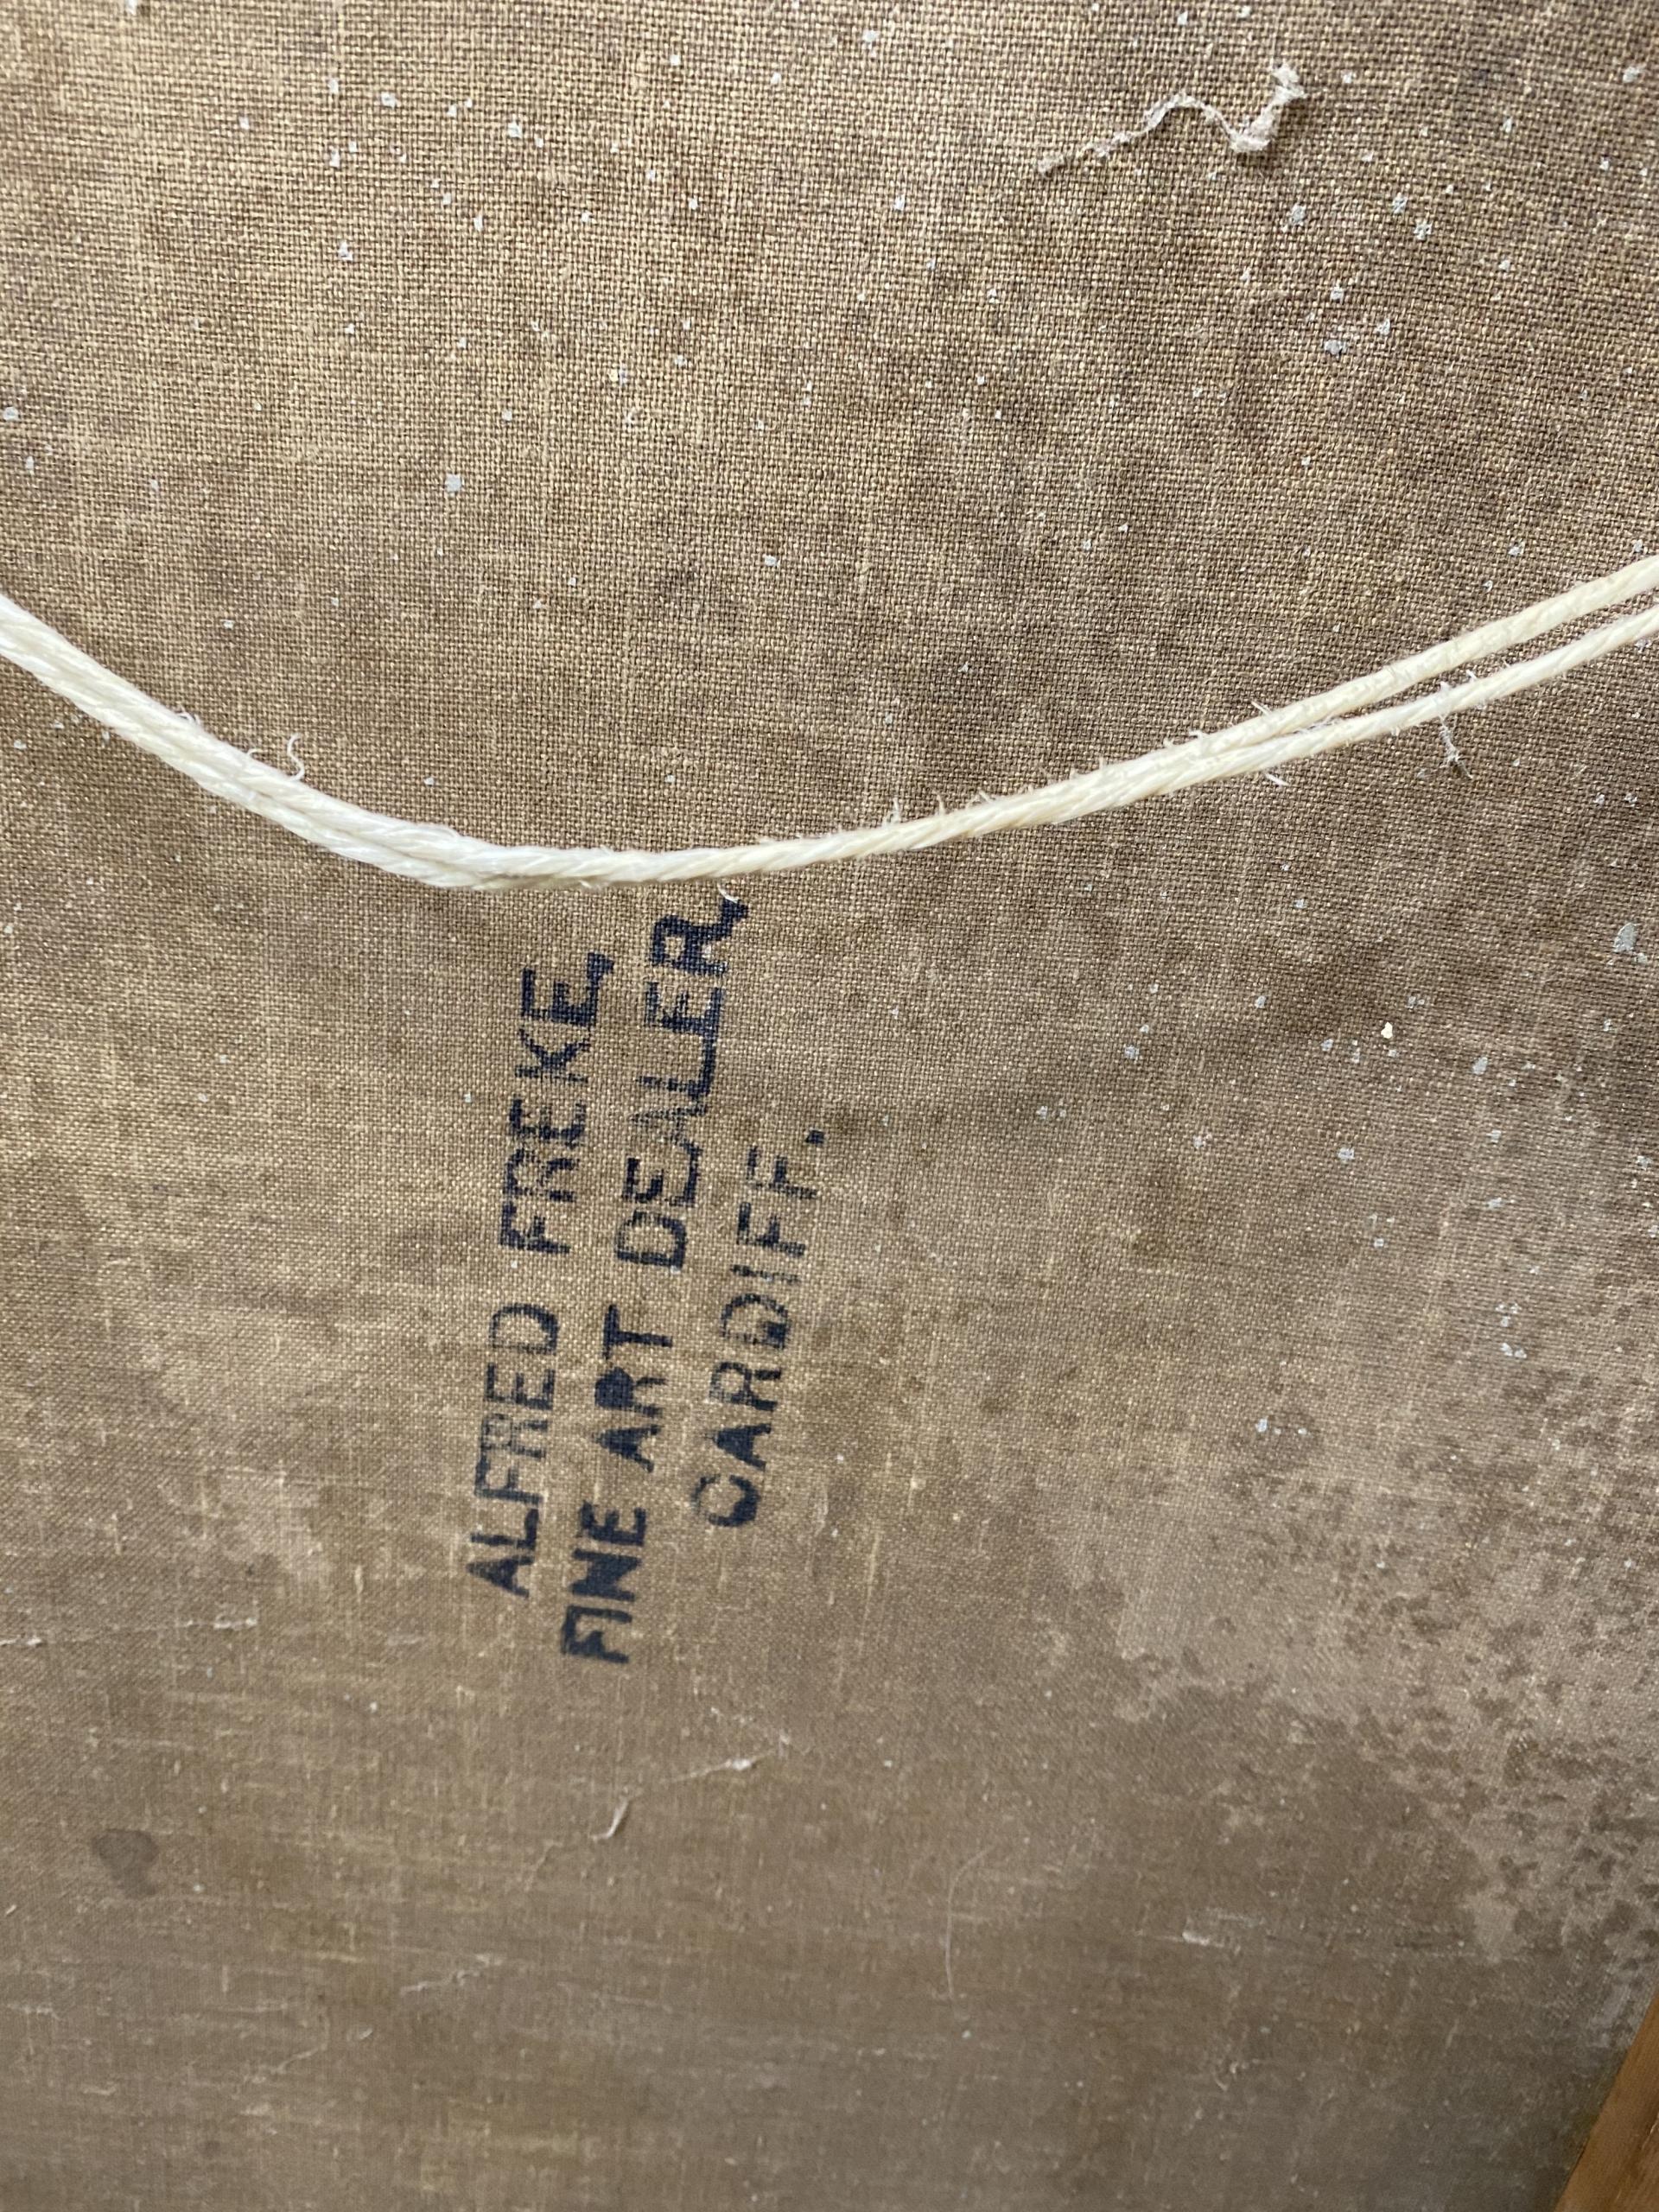 ALFRED FREKE,
FINE ART DEALER,
CARDIFF.